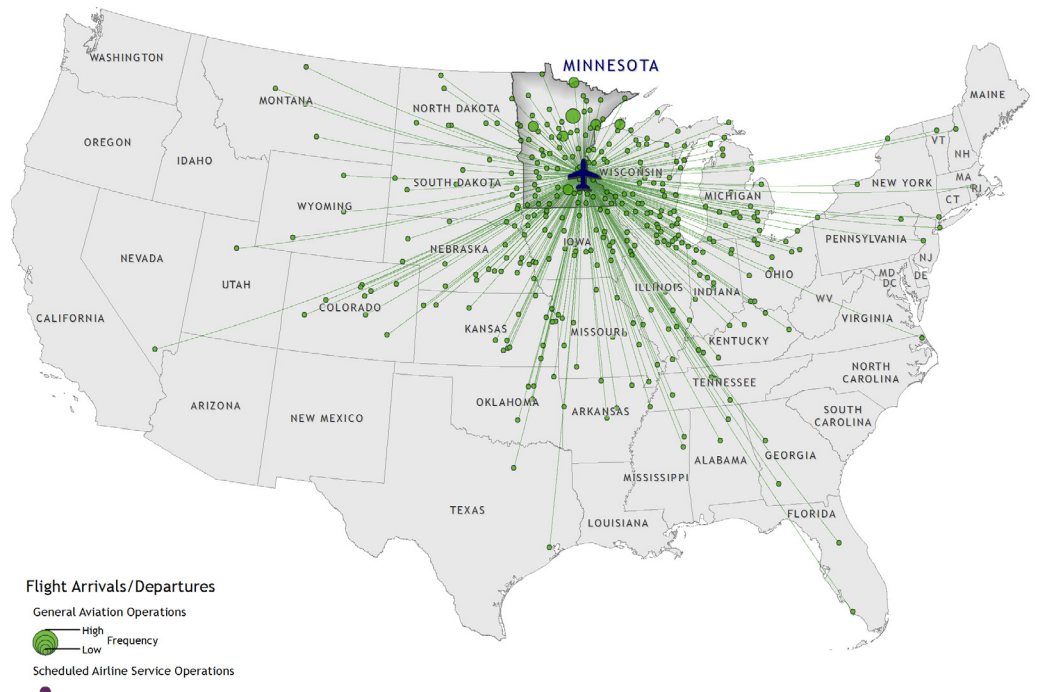 MINNESOTA
WASHINGTON
MAINE
MONTANA
NORTH DAKOTA
OREGON
VT
NH
IDAHO
WISCONSIN
MA
SOUTH DAKOTA
NEW YORK
RI
MICHIGAN
CT
WYOMING
IOWA
PENNSYLVANIA
NEBRASKA
NEVADA
NJ
OHIO
MD
DE
UTAH
DC
ILLINOIS
INDIANA
WV
COLORADO
CALIFORNIA
VIRGINIA
KANSAS
MISSOURI
KENTUCKY
NORTH
CAROLINA
TENNESSEE
OKLAHOMA
ARIZONA
ARKANSAS
SOUTH
CAROLINA
NEW MEXICO
GEORGIA
ALABAMA
MISSISSIPPI
TEXAS
FLORIDA
LOUISIANA
Flight Arrivals/Departures
General Aviation Operations
High
Frequency
Low
Scheduled Airline Service Operations